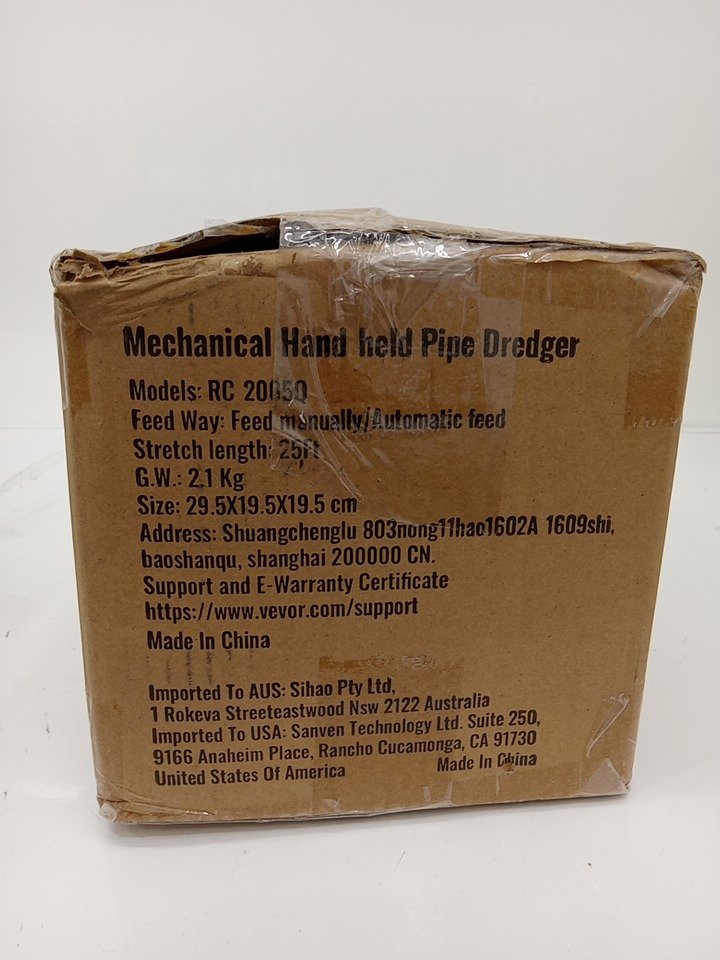 Mechanical Hand held Pipe Dredger
Models: RC 2005Q
Feed Way: Feed manually/Automatic feed
Stretch length: 25Ft
G.W.: 2.1 Kg
Size: 29.5X19.5X19.5 cm
Address: Shuangchenglu 803nong11hao1602A 1609shi,
baoshanqu, shanghai 200000 CN.
Support and E-Warranty Certificate
https://www.vevor.com/support
Made In China
Imported To AUS: Sihao Pty Ltd,
1 Rokeva Streeteastwood Nsw 2122 Australia
Imported To USA: Sanven Technology Ltd. Suite 250,
9166 Anaheim Place, Rancho Cucamonga, CA 91730
United States Of America
Made In China